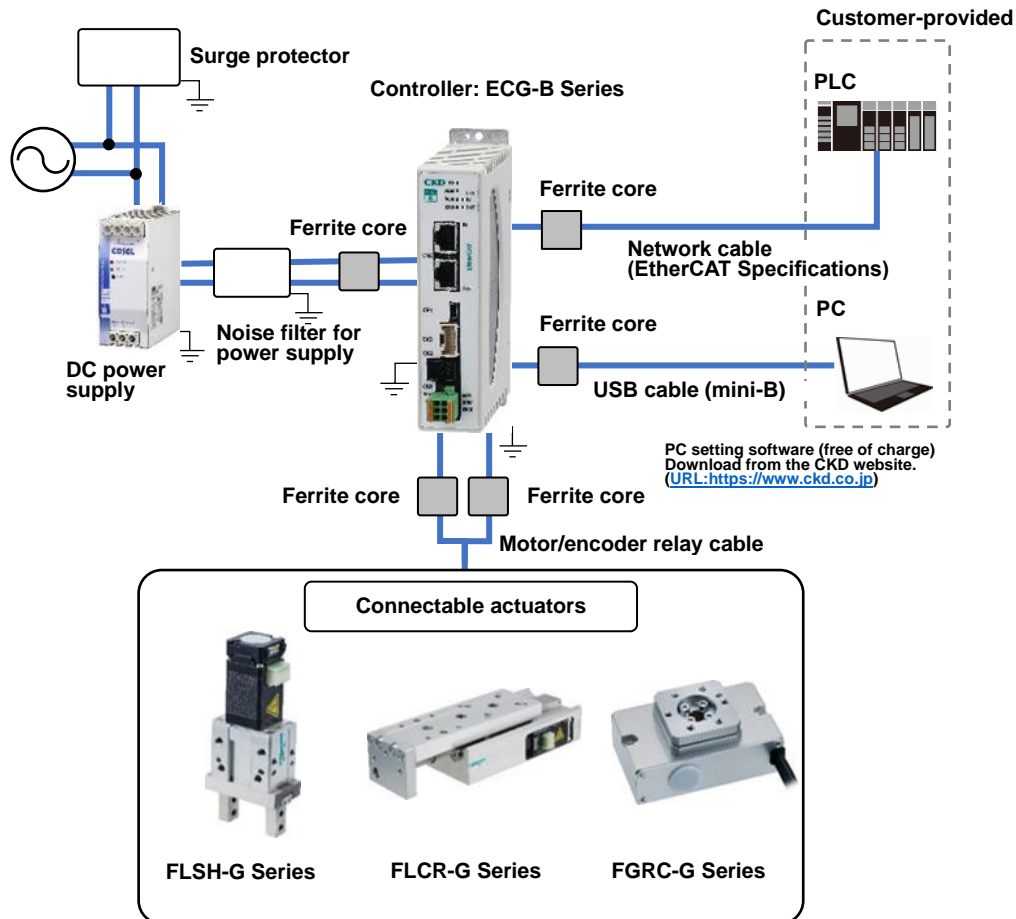 Customer-provided
Surge protector
PLC
Controller: ECG-B Series
CKD
Ferrite core
Ferrite core
COSEL
EtherCAT
Network cable
(EtherCAT Specifications)
Ferrite core
PC
Noise filter for
power supply
DC power
supply
USB cable (mini-B)
PC setting software (free of charge)
Download from the CKD website.
(URL:https://www.ckd.co.jp)
Ferrite core
Ferrite core
Motor/encoder relay cable
Connectable actuators
FLSH-G Series
FLCR-G Series
FGRC-G Series